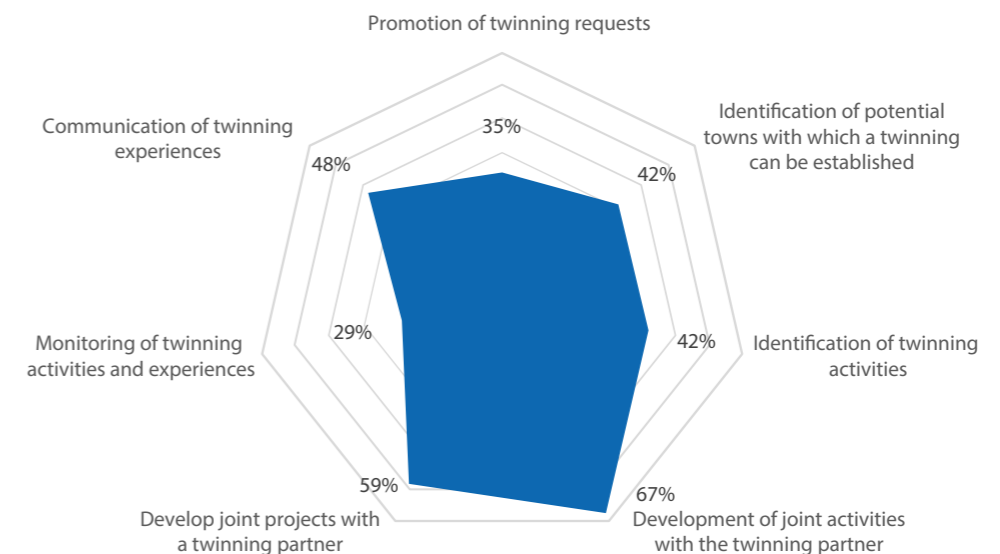 Promotion of twinning requests
35%
Identification of potential
towns with which a twinning
can be established
42%
Identification of twinning
activities
42%
Development of joint activities
with the twinning partner
67%
Develop joint projects with
a twinning partner
59%
Monitoring of twinning
activities and experiences
29%
Communication of twinning
experiences
48%